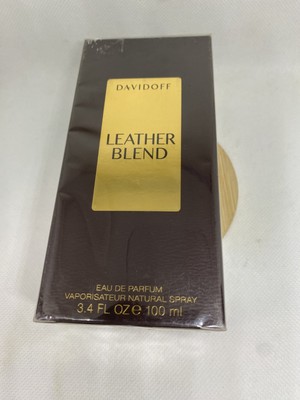 DAVIDOFF
LEATHER
BLEND
EAU DE PARFUM
VAPORISATEUR NATURAL SPRAY
3.4 FL OZ ℮ 100 ml